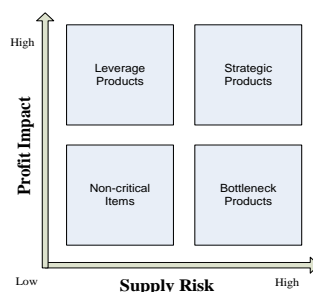 High
Leverage
Products
Strategic
Products
Profit Impact
Non-critical
Items
Bottleneck
Products
Low
Supply Risk
High